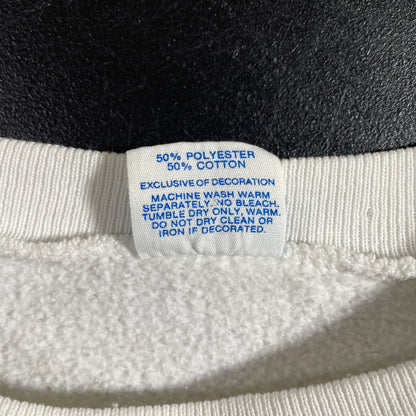 50% POLYESTER
50% COTTON
EXCLUSIVE OF DECORATION
MACHINE WASH WARM
SEPARATELY. NO BLEACH.
TUMBLE DRY ONLY, WARM.
DO NOT DRY CLEAN OR
IRON IF DECORATED.